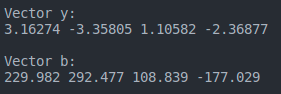 Vector y:
3.16274 -3.35805 1.10582 -2.36877
Vector b:
229.982 292.477 108.839 -177.029